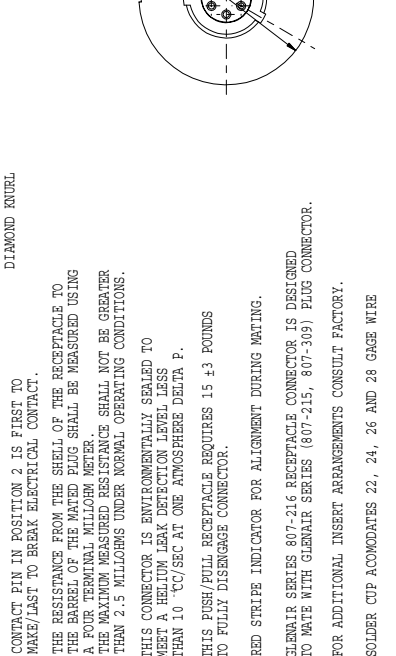 DIAMOND KNURL
CONTACT PIN IN POSITION 2 IS FIRST TO
MAKE/LAST TO BREAK ELECTRICAL CONTACT.
THE RESISTANCE FROM THE SHELL OF THE RECEPTACLE TO
THE BARREL OF THE MATED PLUG SHALL BE MEASURED USING
A FOUR TERMINAL MILLOHM METER.
THE MAXIMUM MEASURED RESISTANCE SHALL NOT BE GREATER
THAN 2.5 MILLOHMS UNDER NORMAL OPERATING CONDITIONS.
THIS CONNECTOR IS ENVIRONMENTALLY SEALED TO
MEET A HELIUM LEAK DETECTION LEVEL LESS
THAN 10 CC/SEC AT ONE ATMOSPHERE DELTA P.
THIS PUSH/PULL RECEPTACLE REQUIRES 15 ±3 POUNDS
TO FULLY DISENGAGE CONNECTOR.
RED STRIPE INDICATOR FOR ALIGNMENT DURING MATING.
GLENAIR SERIES 807-216 RECEPTACLE CONNECTOR IS DESIGNED
TO MATE WITH GLENAIR SERIES (807-215, 807-309) PLUG CONNECTOR.
FOR ADDITIONAL INSERT ARRANGEMENTS CONSULT FACTORY.
SOLDER CUP ACOMODATES 22, 24, 26 AND 28 GAGE WIRE